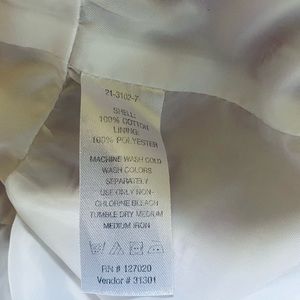 21-3102-7
SHELL:
100% COTTON
LINING:
100% POLYESTER
MACHINE WASH COLD
WASH COLORS
SEPARATELY
USE ONLY NON-
CHLORINE BLEACH
TUMBLE DRY MEDIUM
MEDIUM IRON
RN # 127020
Vendor # 31301